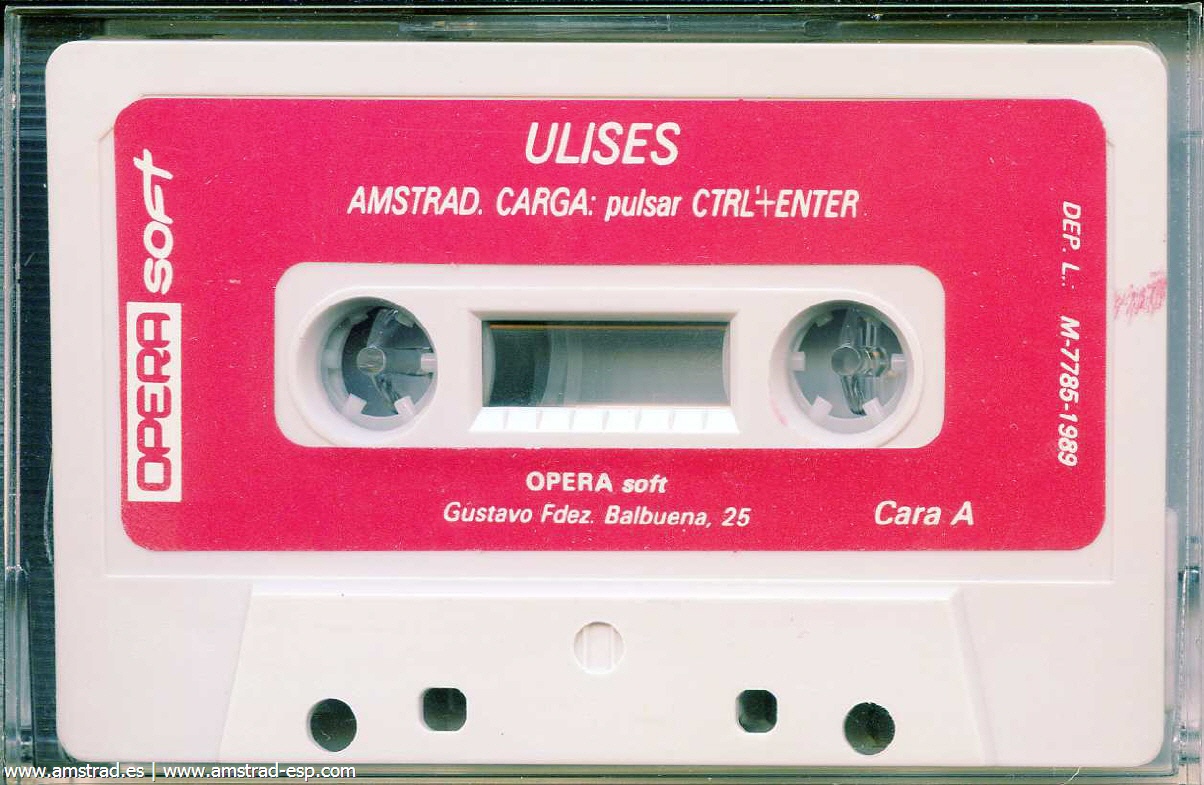 ULISES
AMSTRAD. CARGA: pulsar CTRL+ENTER
OPERA soft
DEP. L.: M-7785-1989
OPERA soft
Gustavo Fdez. Balbuena, 25
Cara A
www.amstrad.es | www.amstrad-esp.com